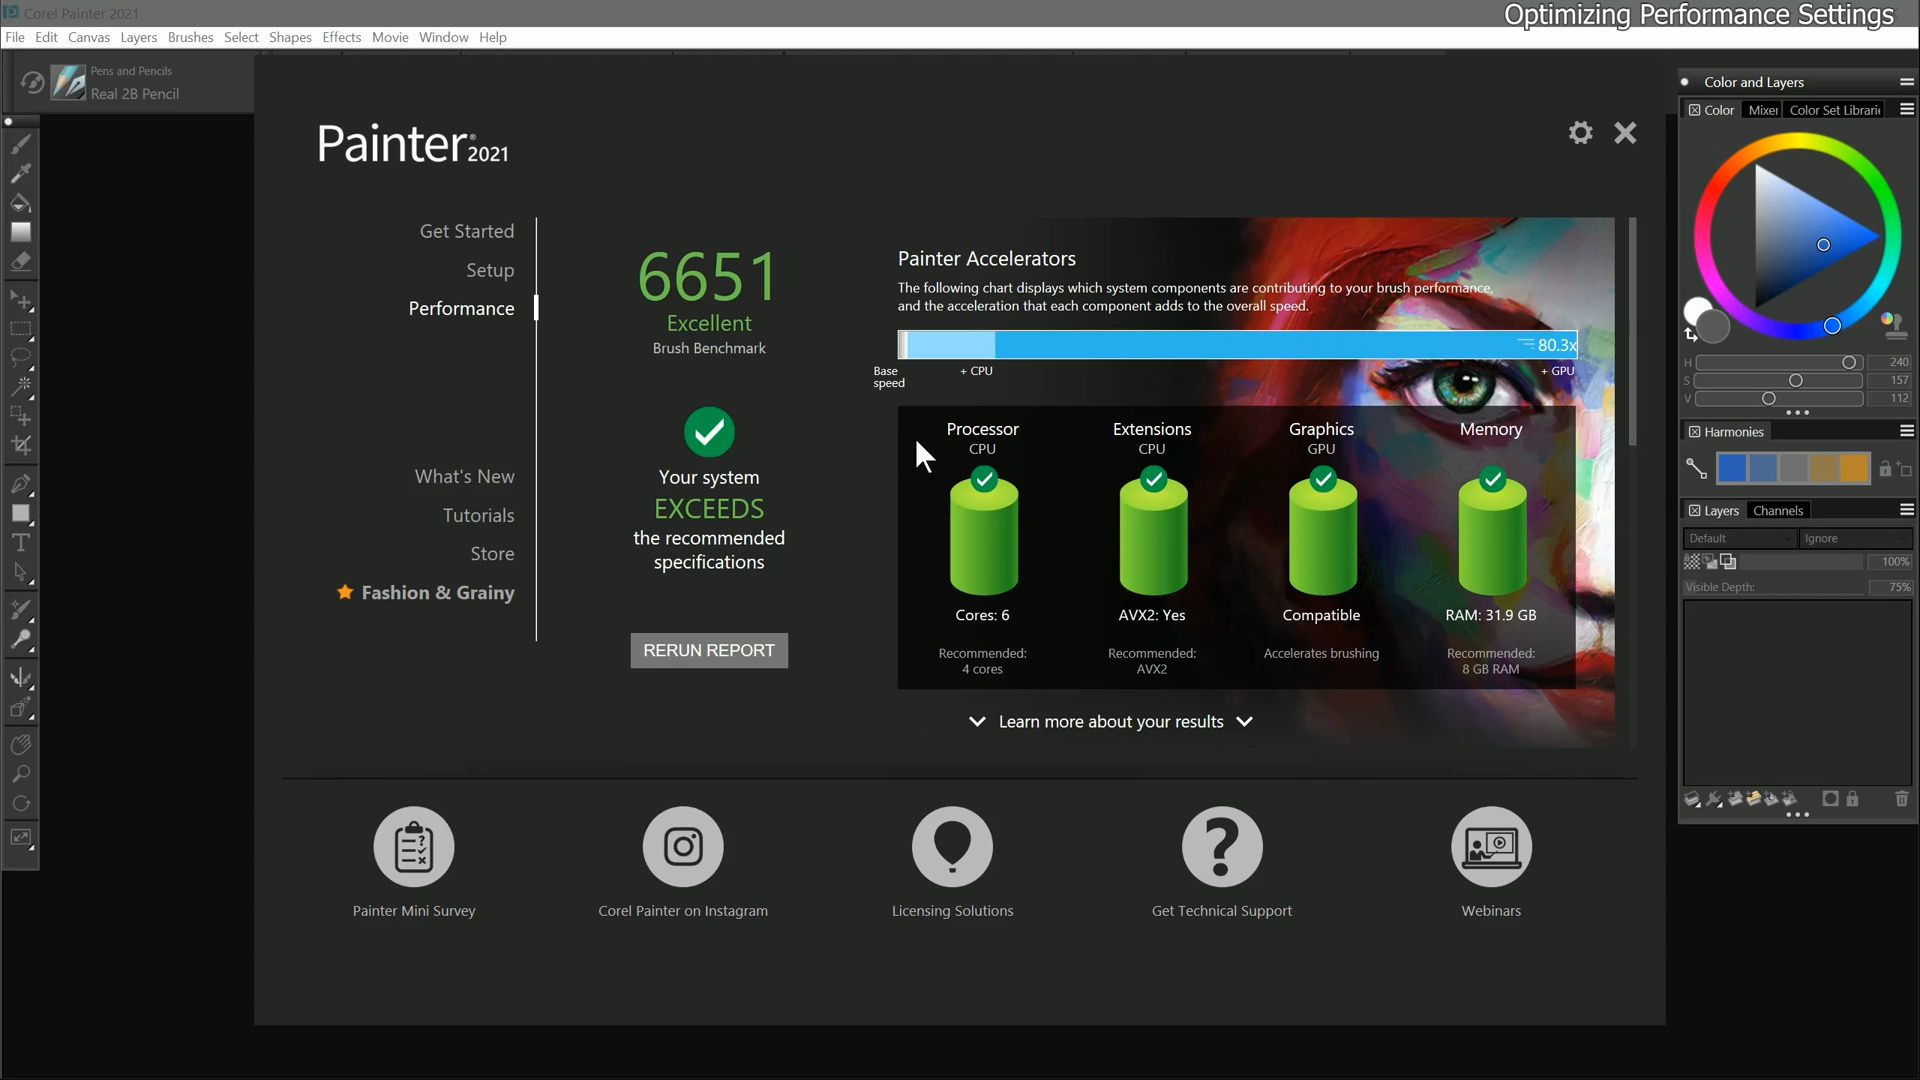 Corel Painter 2021
Optimizing Performance Settings
File Edit Canvas Layers Brushes Select Shapes Effects Movie Window Help
Pens and Pencils
Real 2B Pencil
Painter 2021
Get Started
Setup
Performance
What's New
Tutorials
Store
Fashion & Grainy
6651
Excellent
Brush Benchmark
Your system
EXCEEDS
the recommended
specifications
RERUN REPORT
Painter Accelerators
The following chart displays which system components are contributing to your brush performance,
and the acceleration that each component adds to the overall speed.
80.3x
Base
speed
+ CPU
+ GPU
Processor
CPU
Cores: 6
Recommended:
4 cores
Extensions
CPU
AVX2: Yes
Recommended:
AVX2
Graphics
GPU
Compatible
Accelerates brushing
Memory
RAM: 31.9 GB
Recommended:
8 GB RAM
Learn more about your results
Painter Mini Survey
Corel Painter on Instagram
Licensing Solutions
Get Technical Support
Webinars
Color and Layers
Color Mixer Color Set Librarie
H 240
S 157
V 112
Harmonies
Layers Channels
Default Ignore
100%
Visible Depth: 75%